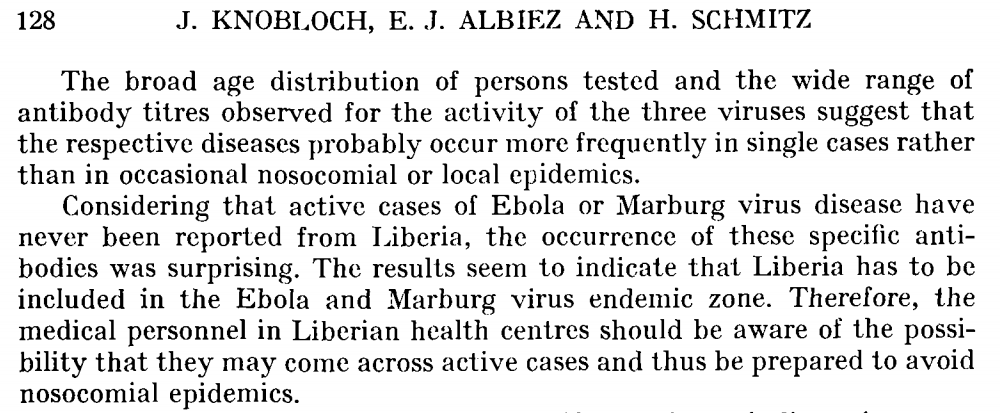 128 J. KNOBLOCH, E. J. ALBIEZ AND H. SCHMITZ
The broad age distribution of persons tested and the wide range of
antibody titres observed for the activity of the three viruses suggest that
the respective diseases probably occur more frequently in single cases rather
than in occasional nosocomial or local epidemics.
Considering that active cases of Ebola or Marburg virus disease have
never been reported from Liberia, the occurrence of these specific anti-
bodies was surprising. The results seem to indicate that Liberia has to be
included in the Ebola and Marburg virus endemic zone. Therefore, the
medical personnel in Liberian health centres should be aware of the possi-
bility that they may come across active cases and thus be prepared to avoid
nosocomial epidemics.